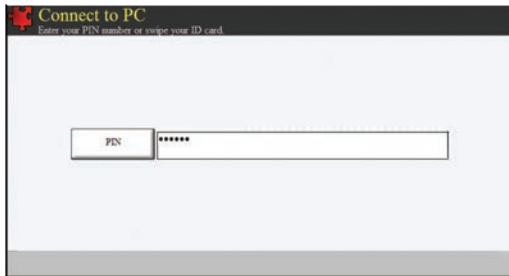 Connect to PC
Enter your PIN number or swipe your ID card.
PIN
••••••